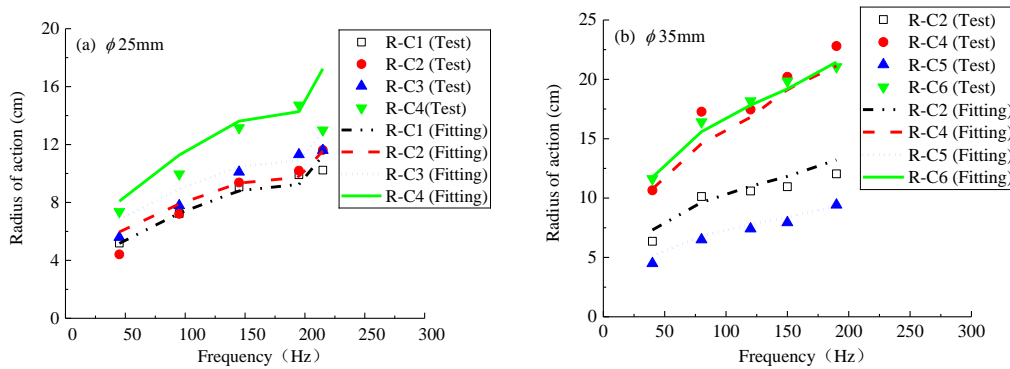 (a) ϕ 25mm
R-C1 (Test)
R-C2 (Test)
R-C3 (Test)
R-C4(Test)
R-C1 (Fitting)
R-C2 (Fitting)
R-C3 (Fitting)
R-C4 (Fitting)
Radius of action (cm)
20
16
12
8
4
0
0 50 100 150 200 250 300
Frequency（Hz）
(b) ϕ 35mm
R-C2 (Test)
R-C4 (Test)
R-C5 (Test)
R-C6 (Test)
R-C2 (Fitting)
R-C4 (Fitting)
R-C5 (Fitting)
R-C6 (Fitting)
Radius of action (cm)
25
20
15
10
5
0
0 50 100 150 200 250 300
Frequency（Hz）